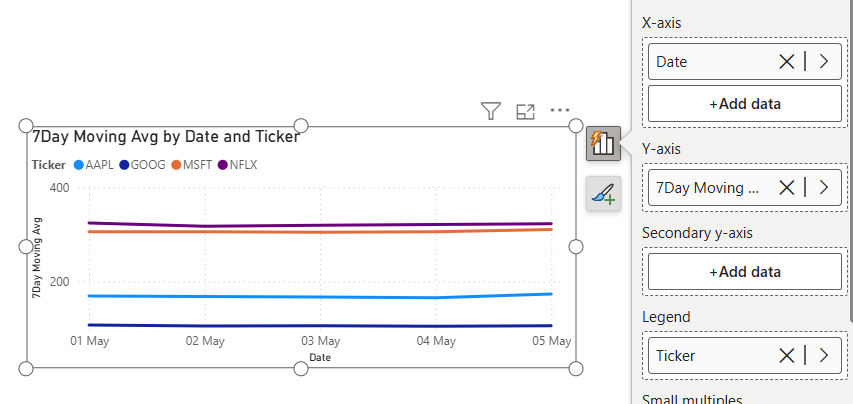 7Day Moving Avg by Date and Ticker
Ticker AAPL GOOG MSFT NFLX
400
200
7Day Moving Avg
01 May 02 May 03 May 04 May 05 May
Date
X-axis
Date
+Add data
Y-axis
7Day Moving ...
Secondary y-axis
+Add data
Legend
Ticker
Small multiples